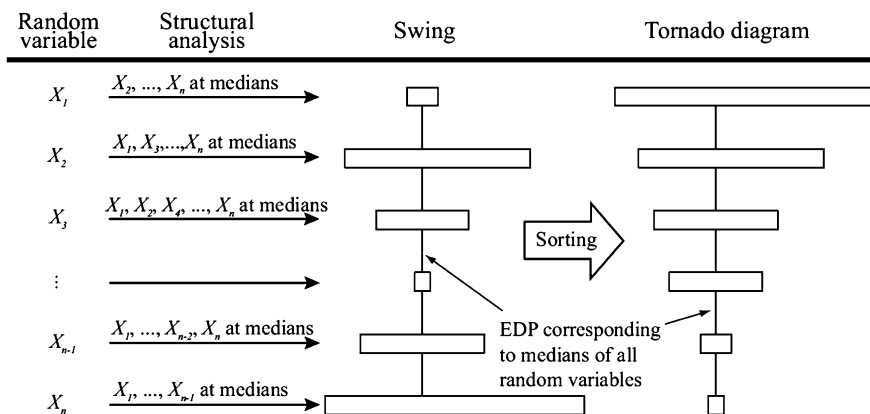 Random variable
Structural analysis
Swing
Tornado diagram
X1
X2, ..., Xn at medians
X2
X1, X3,...,Xn at medians
X3
X1, X2, X4, ..., Xn at medians
Sorting
⋮
EDP corresponding
to medians of all
random variables
Xn-1
X1, ..., Xn-2, Xn at medians
Xn
X1, ..., Xn-1 at medians